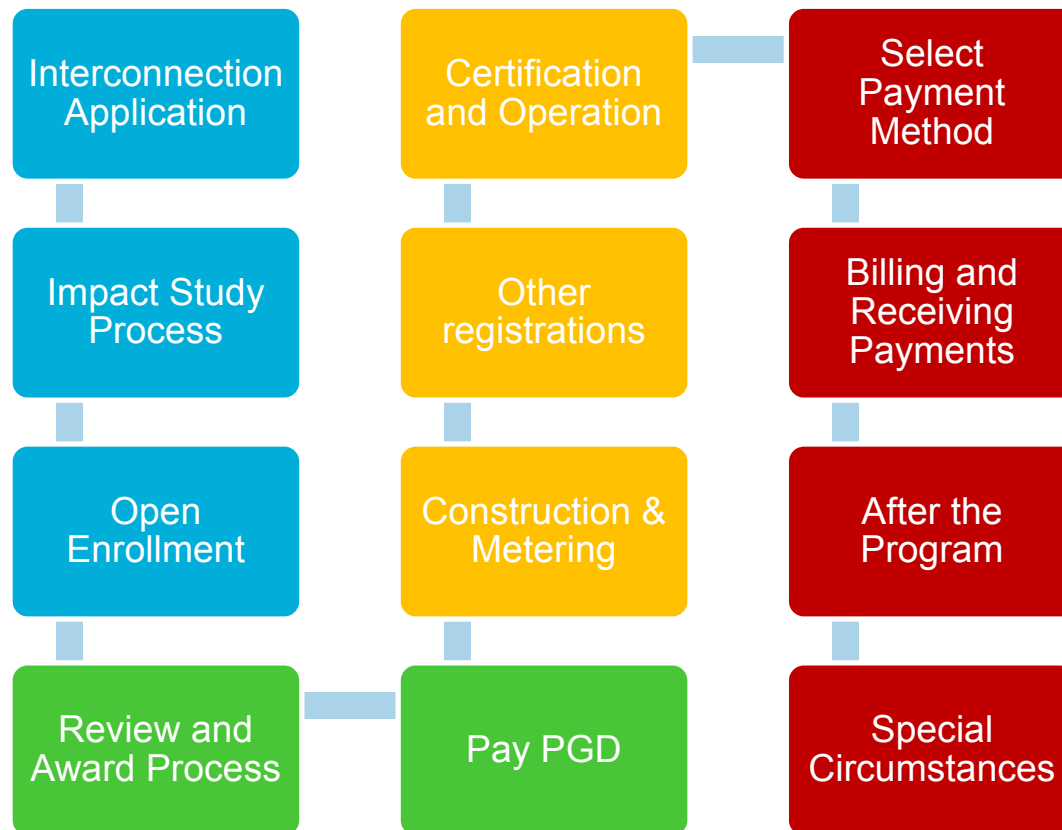 Interconnection
Application
Impact Study
Process
Open
Enrollment
Review and
Award Process
Pay PGD
Construction &
Metering
Other
registrations
Certification
and Operation
Select
Payment
Method
Billing and
Receiving
Payments
After the
Program
Special
Circumstances